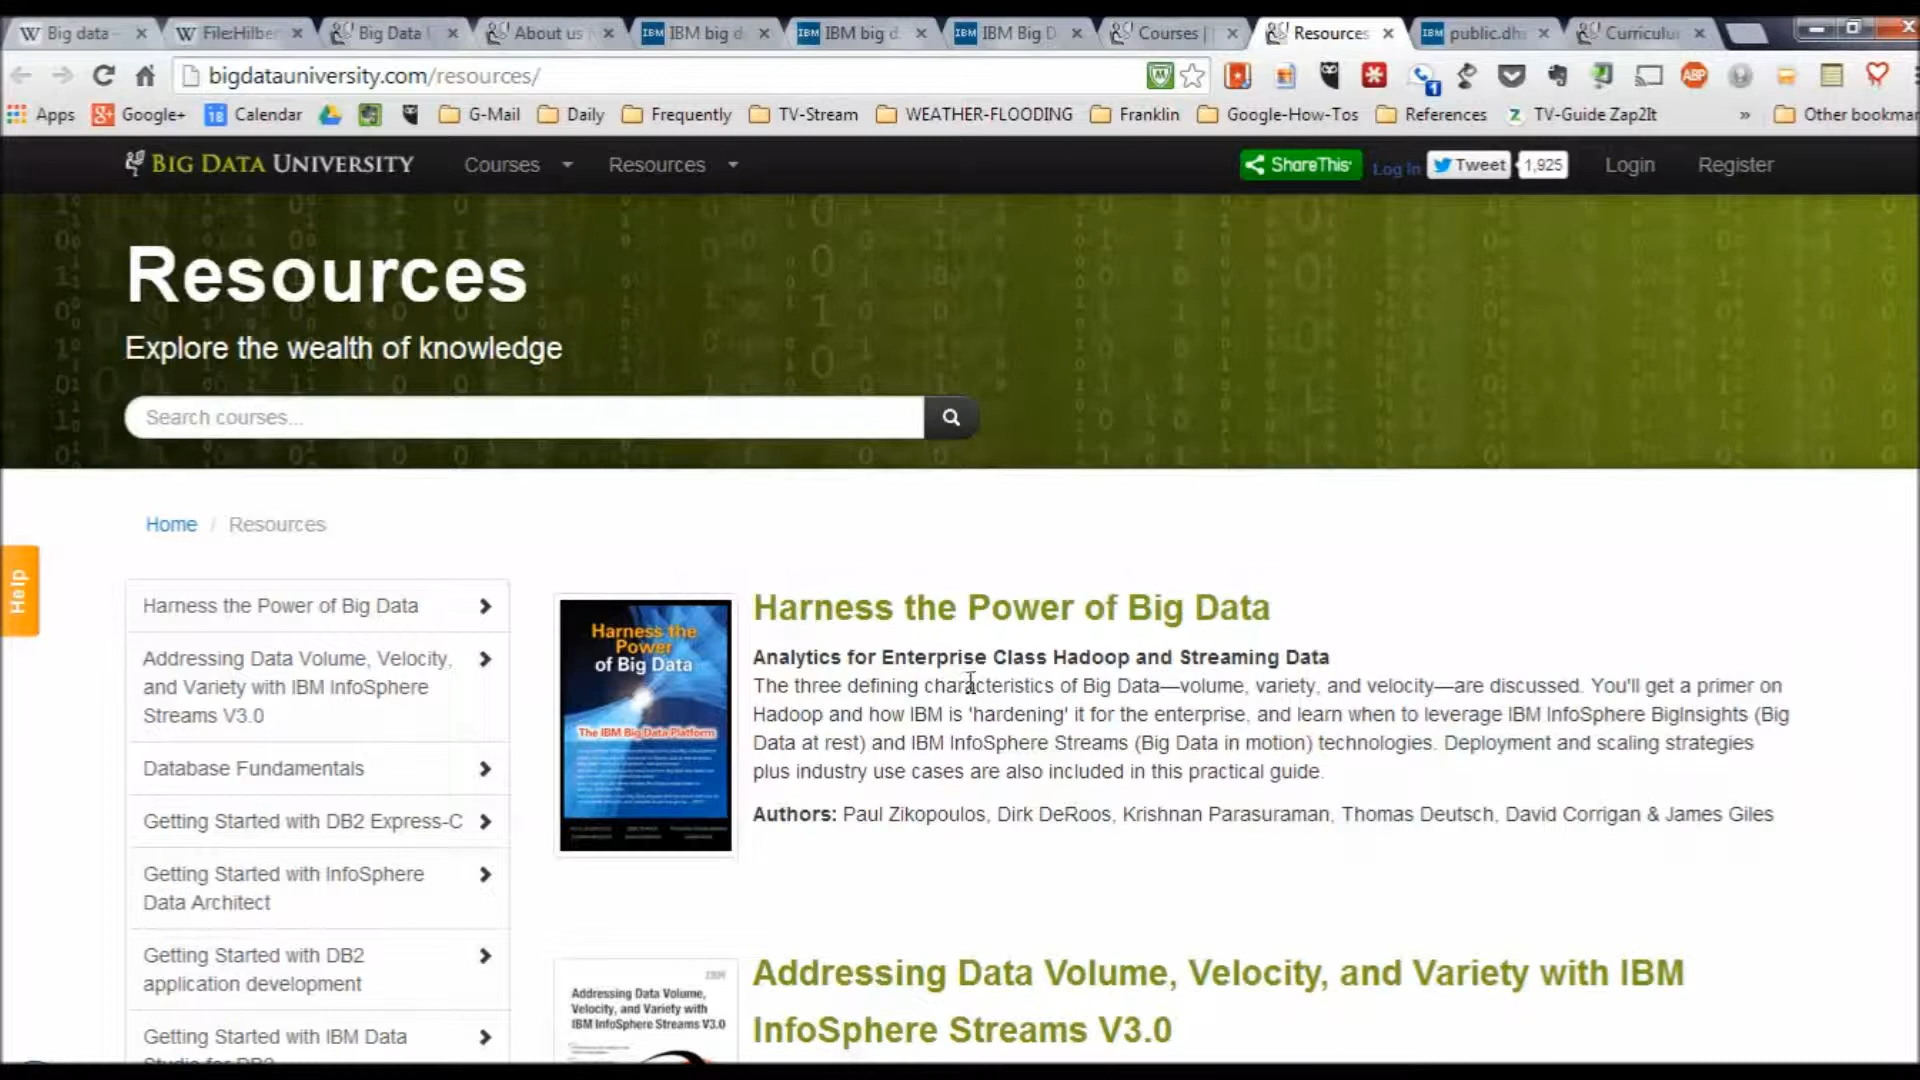 Big data -
File:Hilber
Big Data
About us
IBM big d
IBM big d
IBM Big D
Courses |
Resources
public.dh
Curriculu
bigdatauniversity.com/resources/
Apps
Google+
18 Calendar
G-Mail
Daily
Frequently
TV-Stream
WEATHER-FLOODING
Franklin
Google-How-Tos
References
TV-Guide Zap2It
Other bookmar
BIG DATA UNIVERSITY
Courses
Resources
ShareThis
Log In
Tweet
1,925
Login
Register
Resources
Explore the wealth of knowledge
Search courses...
Home / Resources
Help
Harness the Power of Big Data
Addressing Data Volume, Velocity,
and Variety with IBM InfoSphere
Streams V3.0
Database Fundamentals
Getting Started with DB2 Express-C
Getting Started with InfoSphere
Data Architect
Getting Started with DB2
application development
Getting Started with IBM Data
Studio for DB2
Harness the
Power
of Big Data
The IBM Big Data Platform
Harness the Power of Big Data
Analytics for Enterprise Class Hadoop and Streaming Data
The three defining characteristics of Big Data—volume, variety, and velocity—are discussed. You'll get a primer on
Hadoop and how IBM is 'hardening' it for the enterprise, and learn when to leverage IBM InfoSphere BigInsights (Big
Data at rest) and IBM InfoSphere Streams (Big Data in motion) technologies. Deployment and scaling strategies
plus industry use cases are also included in this practical guide.
Authors: Paul Zikopoulos, Dirk DeRoos, Krishnan Parasuraman, Thomas Deutsch, David Corrigan & James Giles
IBM
Addressing Data Volume,
Velocity, and Variety with
IBM InfoSphere Streams V3.0
Addressing Data Volume, Velocity, and Variety with IBM
InfoSphere Streams V3.0